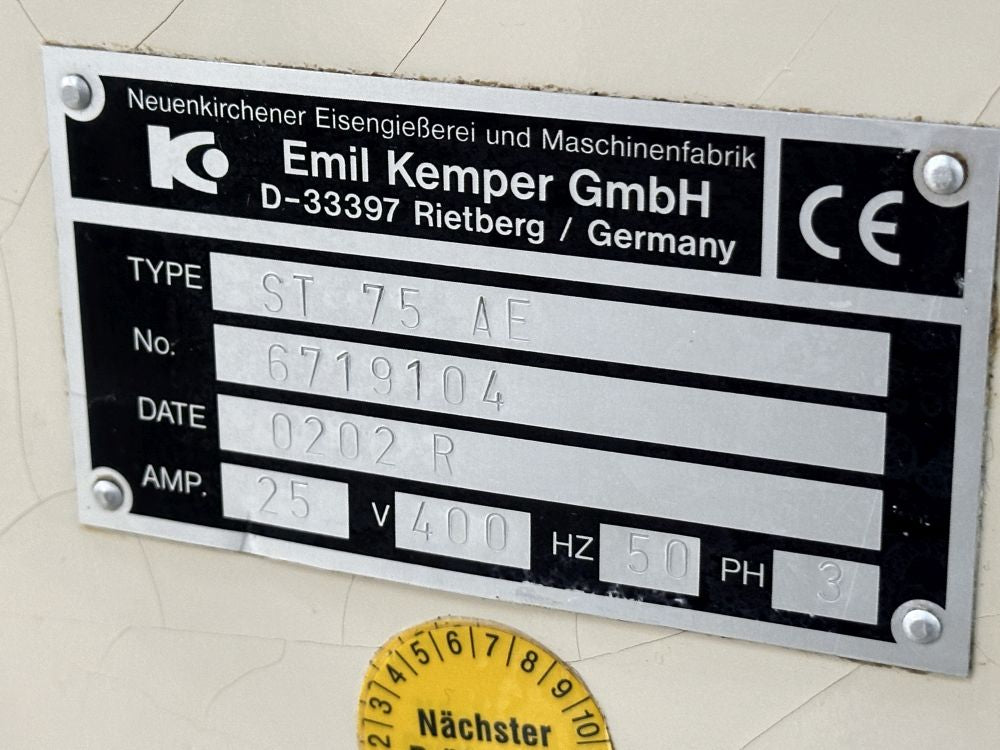 Neuenkirchener Eisengießerei und Maschinenfabrik
Emil Kemper GmbH
D-33397 Rietberg / Germany
CE
TYPE ST 75 AE
No. 6719104
DATE 0202 R
AMP. 25 V 400 HZ 50 PH 3
2 3 4 5 6 7 8 9 10
Nächster